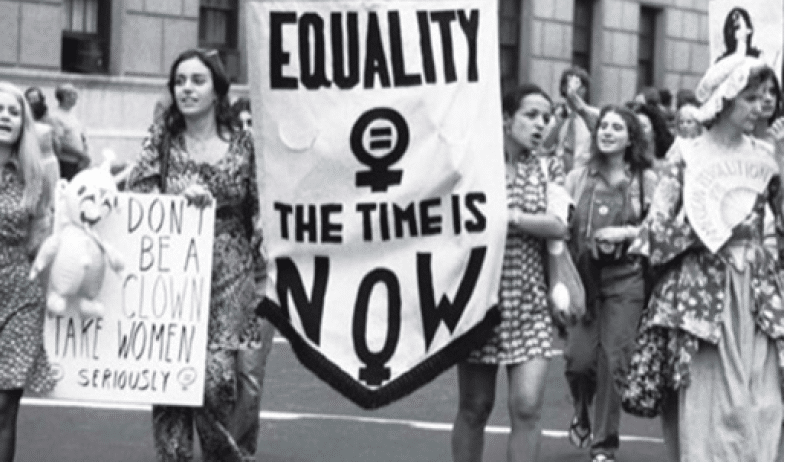 EQUALITY
THE TIME IS
NOW
DON'T
BE A
CLOWN
TAKE WOMEN
SERIOUSLY